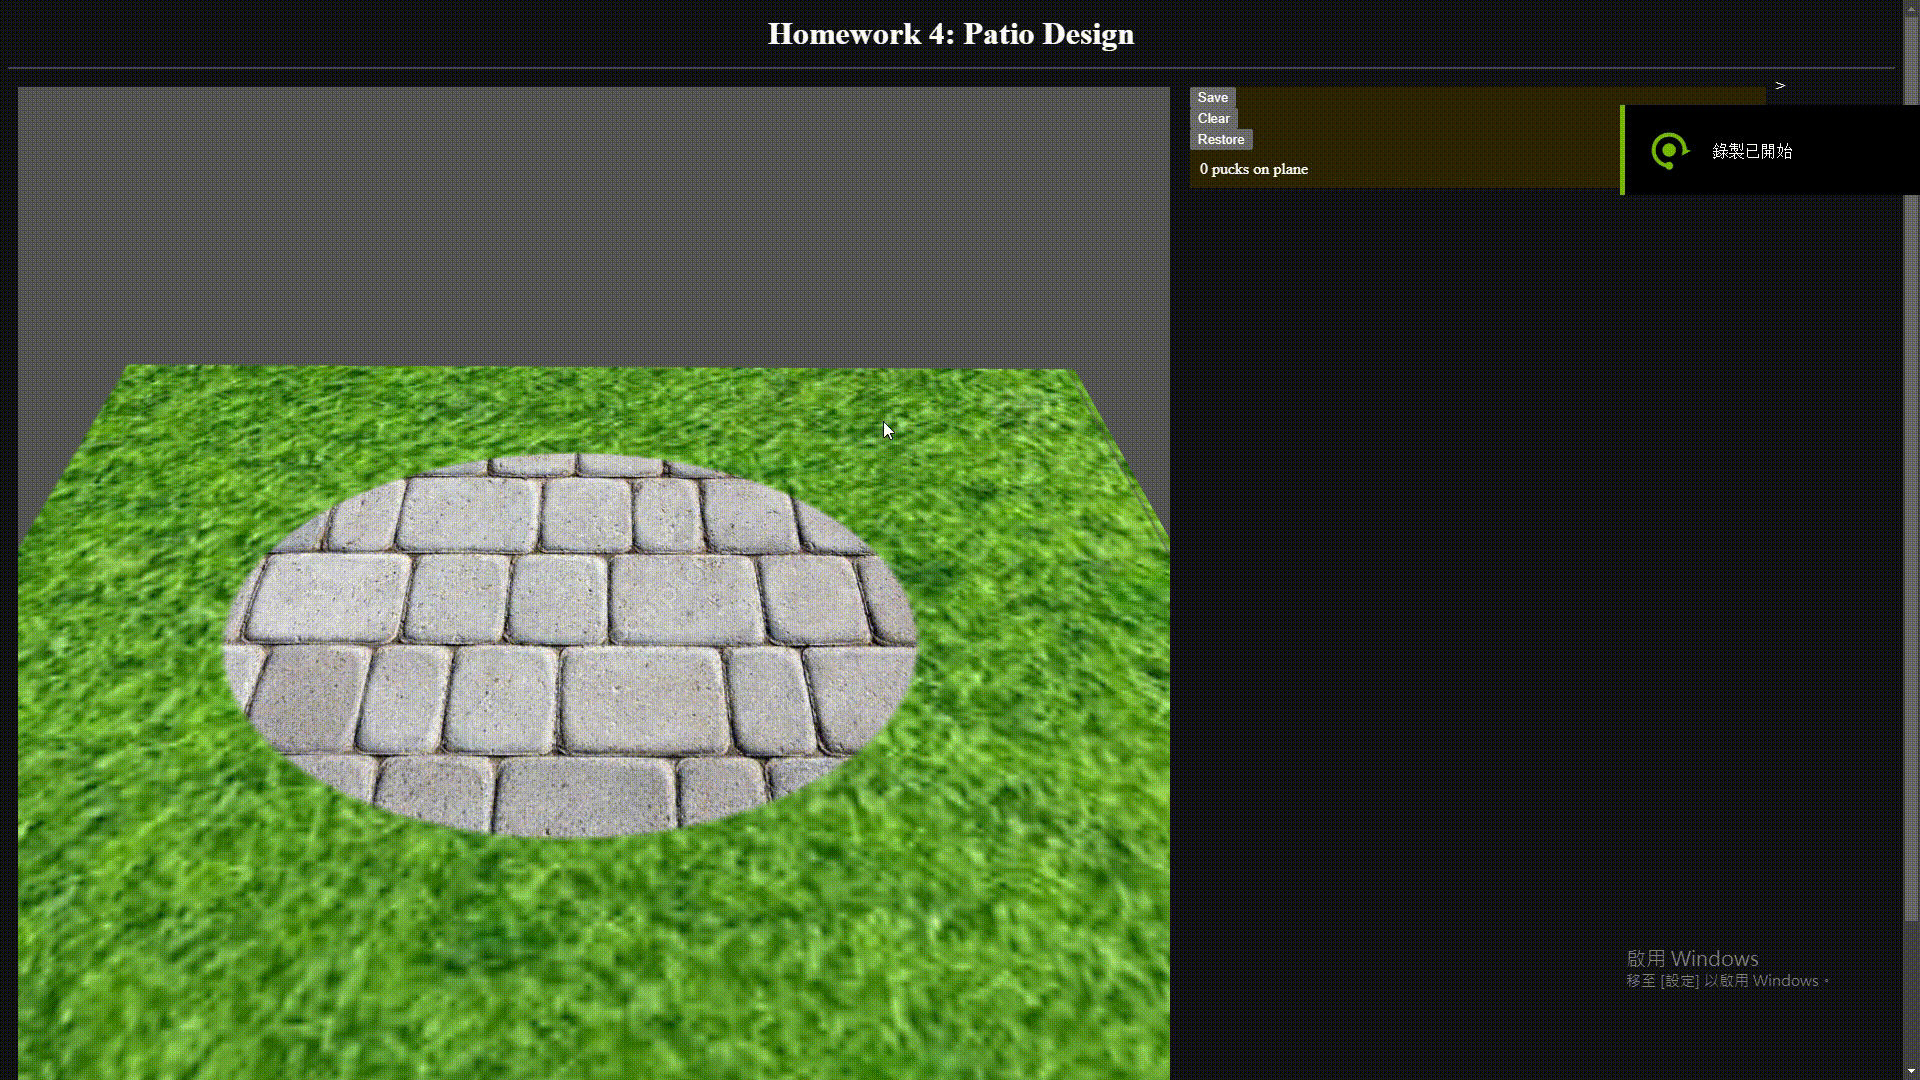 Homework 4: Patio Design
>
Save
Clear
Restore
0 pucks on plane
錄製已開始
啟用 Windows
移至 [設定] 以啟用 Windows。